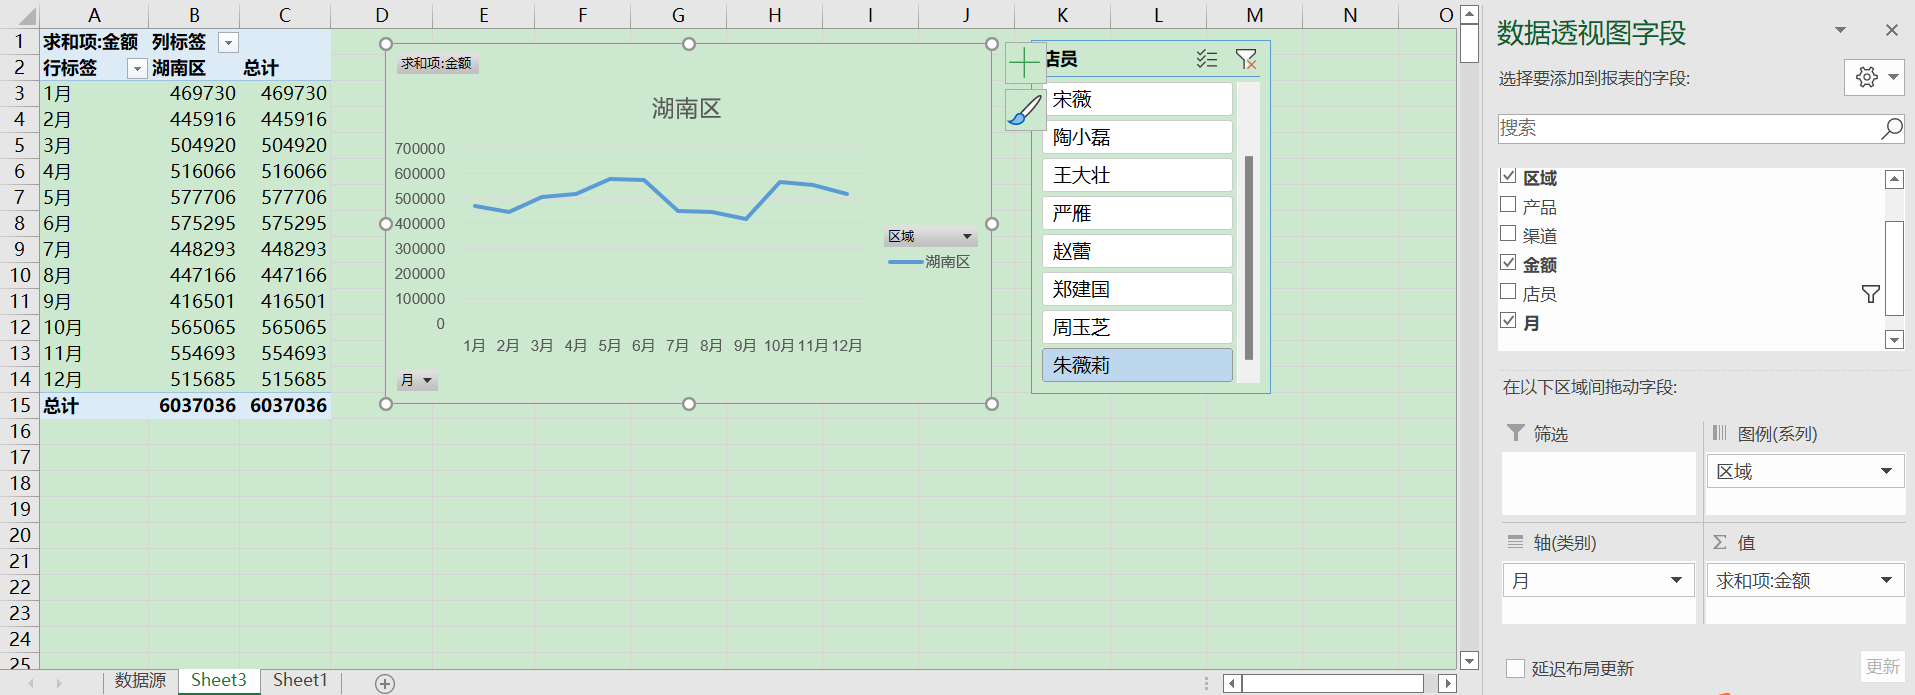 A B C D E F G H I J K L M N O
1 求和项:金额 列标签
2 行标签 湖南区 总计
3 1月 469730 469730
4 2月 445916 445916
5 3月 504920 504920
6 4月 516066 516066
7 5月 577706 577706
8 6月 575295 575295
9 7月 448293 448293
10 8月 447166 447166
11 9月 416501 416501
12 10月 565065 565065
13 11月 554693 554693
14 12月 515685 515685
15 总计 6037036 6037036
16
17
18
19
20
21
22
23
24
25
求和项:金额
湖南区
700000
600000
500000
400000
300000
200000
100000
0
1月 2月 3月 4月 5月 6月 7月 8月 9月 10月 11月 12月
区域
湖南区
月
店员
宋薇
陶小磊
王大壮
严雁
赵蕾
郑建国
周玉芝
朱薇莉
数据透视图字段
选择要添加到报表的字段:
搜索
区域
产品
渠道
金额
店员
月
在以下区域间拖动字段:
筛选
图例(系列)
区域
轴(类别)
Σ 值
月
求和项:金额
延迟布局更新
更新
数据源 Sheet3 Sheet1